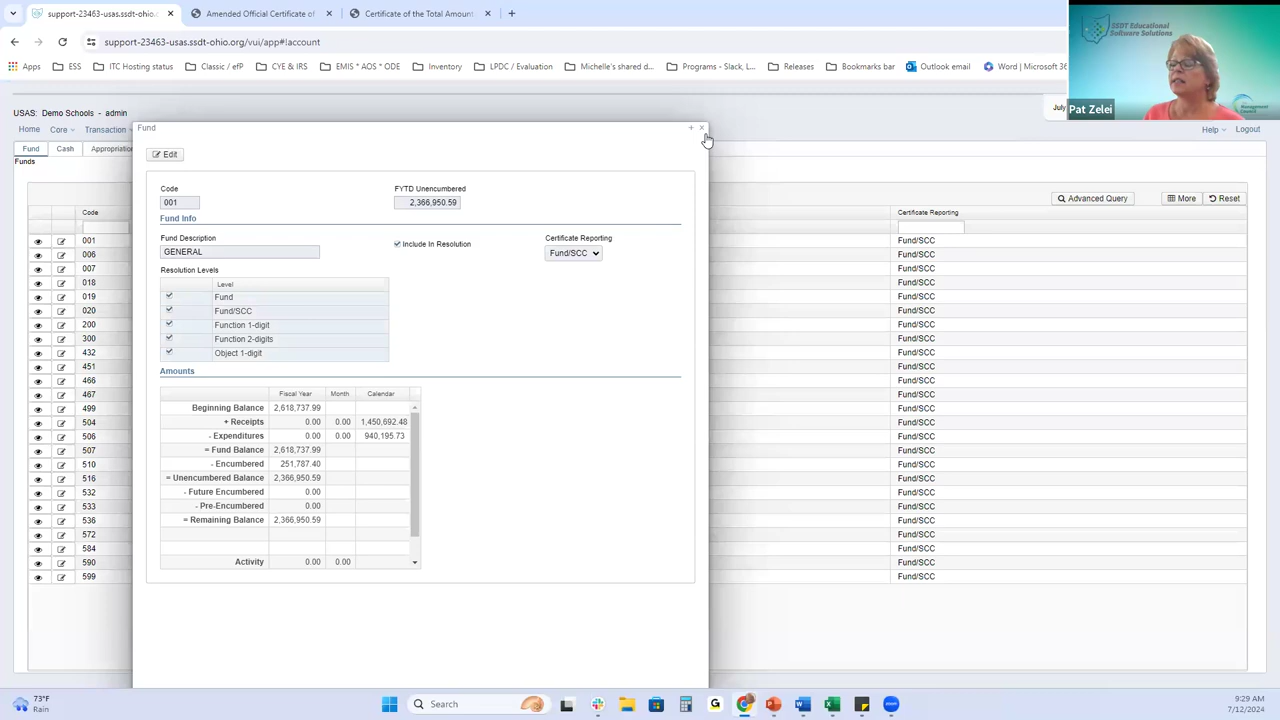 support-23463-usas.ssdt-ohio.org
Amended Official Certificate of
Certificate of the Total Amount
support-23463-usas.ssdt-ohio.org/vui/app#!account
Apps ESS ITC Hosting status Classic / efP CYE & IRS EMIS * AOS * ODE Inventory LPDC / Evaluation Michelle's shared d... Programs - Slack, L... Releases Bookmarks bar Outlook email Word | Microsoft 36
SSDT Educational
Software Solutions
Management
Council
Pat Zelei
USAS: Demo Schools - admin
July
Home Core Transaction Help Logout
Fund Cash Appropriation
Funds
Advanced Query More Reset
Code Certificate Reporting
001 Fund/SCC
006 Fund/SCC
007 Fund/SCC
018 Fund/SCC
019 Fund/SCC
020 Fund/SCC
200 Fund/SCC
300 Fund/SCC
432 Fund/SCC
451 Fund/SCC
466 Fund/SCC
467 Fund/SCC
499 Fund/SCC
504 Fund/SCC
506 Fund/SCC
507 Fund/SCC
510 Fund/SCC
516 Fund/SCC
532 Fund/SCC
533 Fund/SCC
536 Fund/SCC
572 Fund/SCC
584 Fund/SCC
590 Fund/SCC
599 Fund/SCC
Fund
Edit
Code FYTD Unencumbered
001 2,366,950.59
Fund Info
Fund Description Include In Resolution Certificate Reporting
GENERAL Fund/SCC
Resolution Levels
Level
Fund
Fund/SCC
Function 1-digit
Function 2-digits
Object 1-digit
Amounts
Fiscal Year Month Calendar
Beginning Balance 2,618,737.99
+ Receipts 0.00 0.00 1,450,692.48
- Expenditures 0.00 0.00 940,195.73
= Fund Balance 2,618,737.99
- Encumbered 251,787.40
= Unencumbered Balance 2,366,950.59
- Future Encumbered 0.00
- Pre-Encumbered 0.00
= Remaining Balance 2,366,950.59
Activity 0.00 0.00
73°F
Rain
Search
9:29 AM
7/12/2024